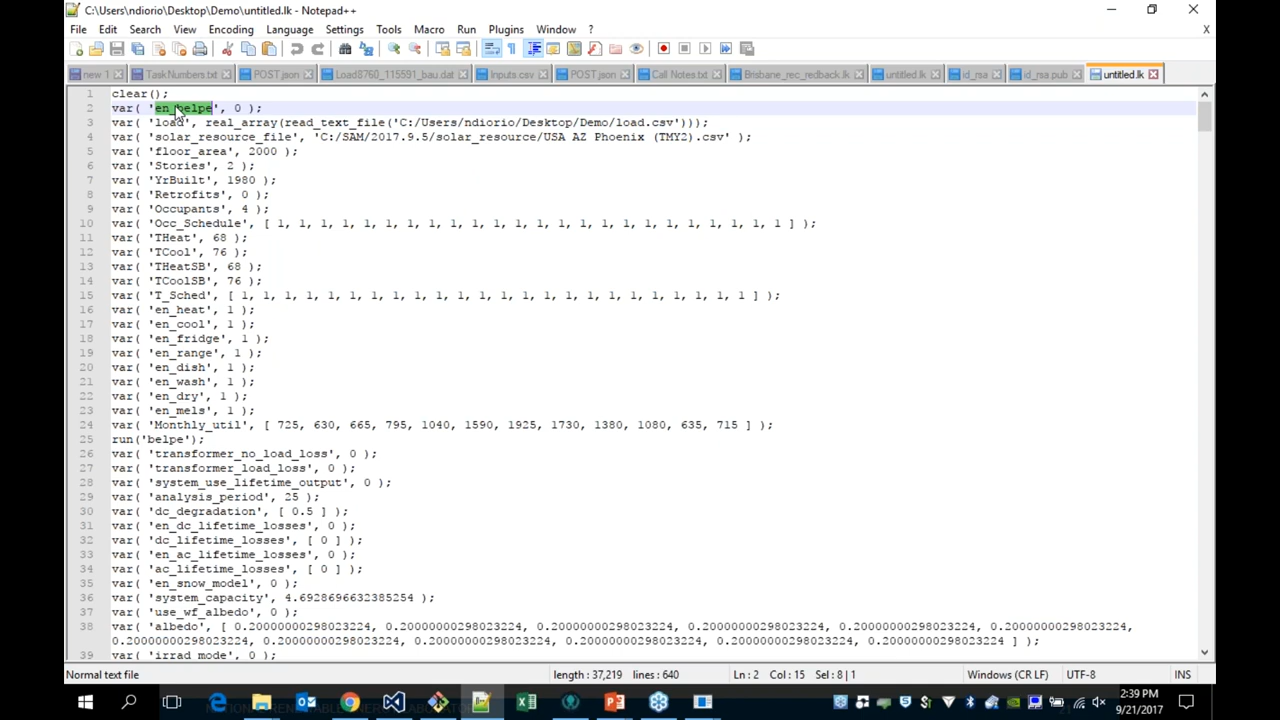 C:\Users\ndiorio\Desktop\Demo\untitled.lk - Notepad++
File Edit Search View Encoding Language Settings Tools Macro Run Plugins Window ?
new 1 TaskNumbers.txt POST.json Load8760_115591_bau.dat Inputs.csv POST.json Call Notes.txt Brisbane_rec_redback.lk untitled.lk id_rsa id_rsa.pub untitled.lk
1 clear();
2 var( 'en_belpe', 0 );
3 var( 'load', real_array(read_text_file('C:/Users/ndiorio/Desktop/Demo/load.csv')));
4 var( 'solar_resource_file', 'C:/SAM/2017.9.5/solar_resource/USA AZ Phoenix (TMY2).csv' );
5 var( 'floor_area', 2000 );
6 var( 'Stories', 2 );
7 var( 'YrBuilt', 1980 );
8 var( 'Retrofits', 0 );
9 var( 'Occupants', 4 );
10 var( 'Occ_Schedule', [ 1, 1, 1, 1, 1, 1, 1, 1, 1, 1, 1, 1, 1, 1, 1, 1, 1, 1, 1, 1, 1, 1, 1, 1 ] );
11 var( 'THeat', 68 );
12 var( 'TCool', 76 );
13 var( 'THeatSB', 68 );
14 var( 'TCoolSB', 76 );
15 var( 'T_Sched', [ 1, 1, 1, 1, 1, 1, 1, 1, 1, 1, 1, 1, 1, 1, 1, 1, 1, 1, 1, 1, 1, 1, 1, 1 ] );
16 var( 'en_heat', 1 );
17 var( 'en_cool', 1 );
18 var( 'en_fridge', 1 );
19 var( 'en_range', 1 );
20 var( 'en_dish', 1 );
21 var( 'en_wash', 1 );
22 var( 'en_dry', 1 );
23 var( 'en_mels', 1 );
24 var( 'Monthly_util', [ 725, 630, 665, 795, 1040, 1590, 1925, 1730, 1380, 1080, 635, 715 ] );
25 run('belpe');
26 var( 'transformer_no_load_loss', 0 );
27 var( 'transformer_load_loss', 0 );
28 var( 'system_use_lifetime_output', 0 );
29 var( 'analysis_period', 25 );
30 var( 'dc_degradation', [ 0.5 ] );
31 var( 'en_dc_lifetime_losses', 0 );
32 var( 'dc_lifetime_losses', [ 0 ] );
33 var( 'en_ac_lifetime_losses', 0 );
34 var( 'ac_lifetime_losses', [ 0 ] );
35 var( 'en_snow_model', 0 );
36 var( 'system_capacity', 4.6928696632385254 );
37 var( 'use_wf_albedo', 0 );
38 var( 'albedo', [ 0.20000000298023224, 0.20000000298023224, 0.20000000298023224, 0.20000000298023224, 0.20000000298023224, 0.20000000298023224,
0.20000000298023224, 0.20000000298023224, 0.20000000298023224, 0.20000000298023224, 0.20000000298023224, 0.20000000298023224 ] );
39 var( 'irrad_mode', 0 );
Normal text file length : 37,219 lines : 640 Ln : 2 Col : 15 Sel : 8 | 1 Windows (CR LF) UTF-8 INS
2:39 PM
9/21/2017